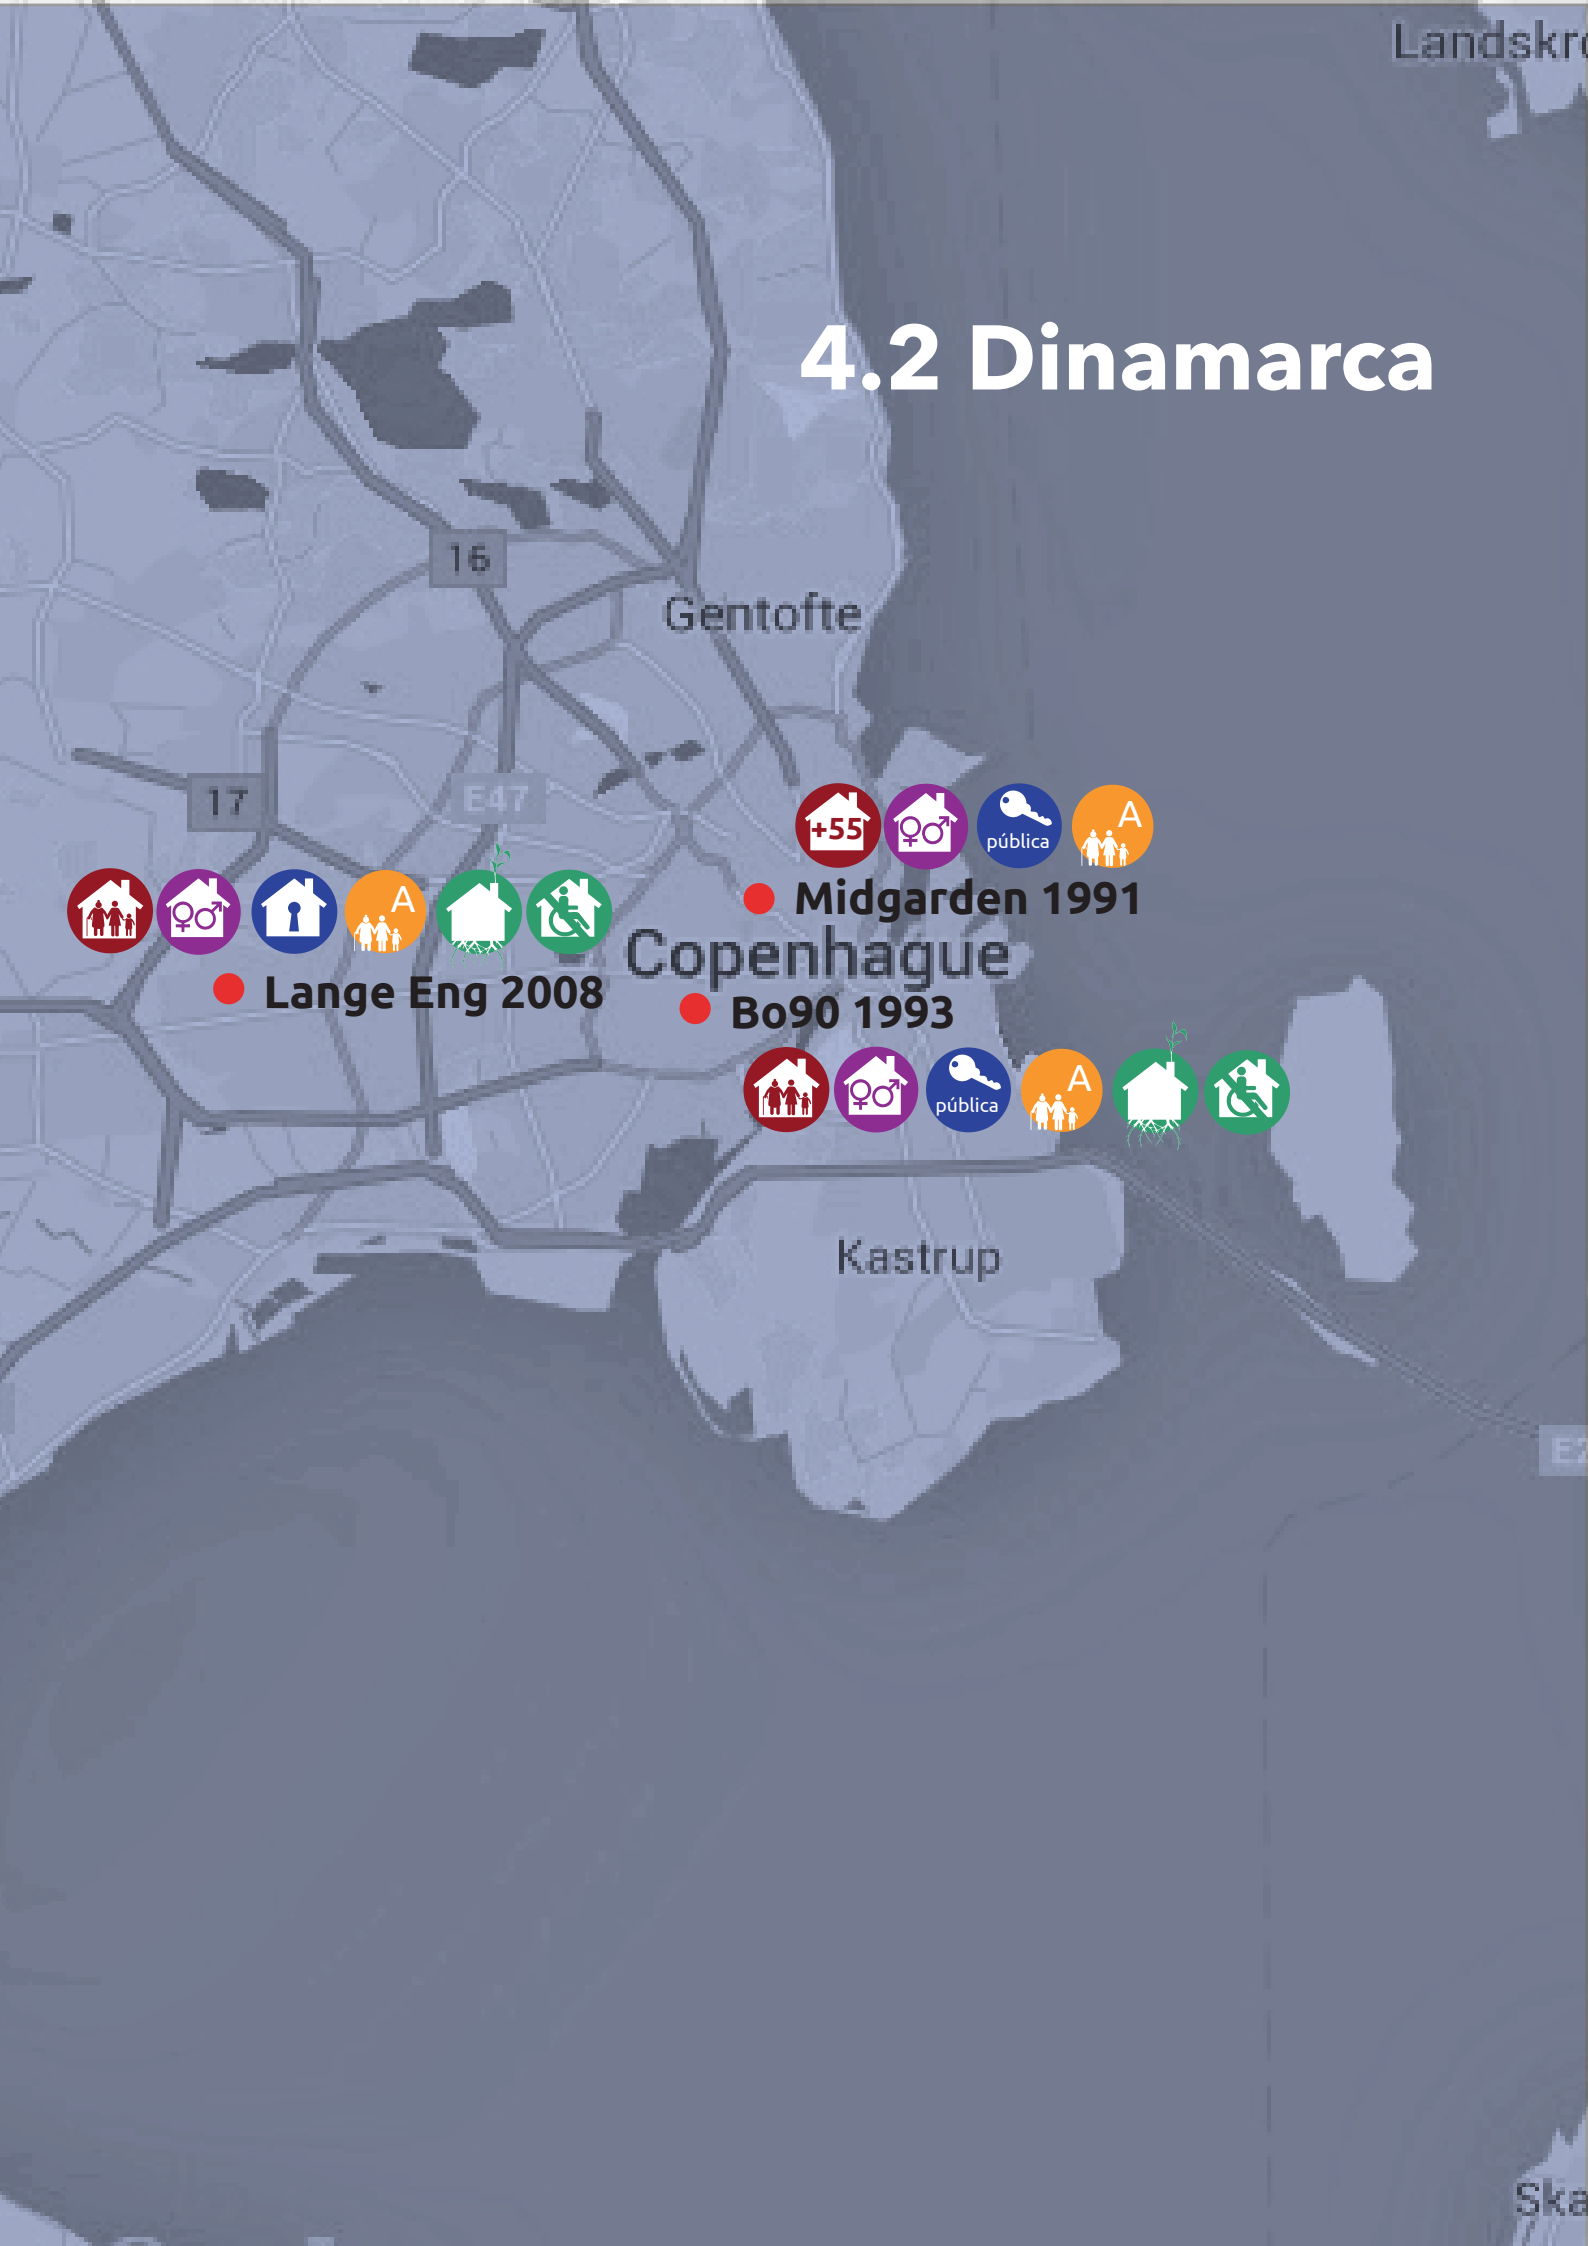 Landskr
4.2 Dinamarca
16
Gentofte
17
E47
+55
pública
A
A
Midgarden 1991
Copenhague
Lange Eng 2008
Bo90 1993
pública
A
Kastrup
E2
Ska